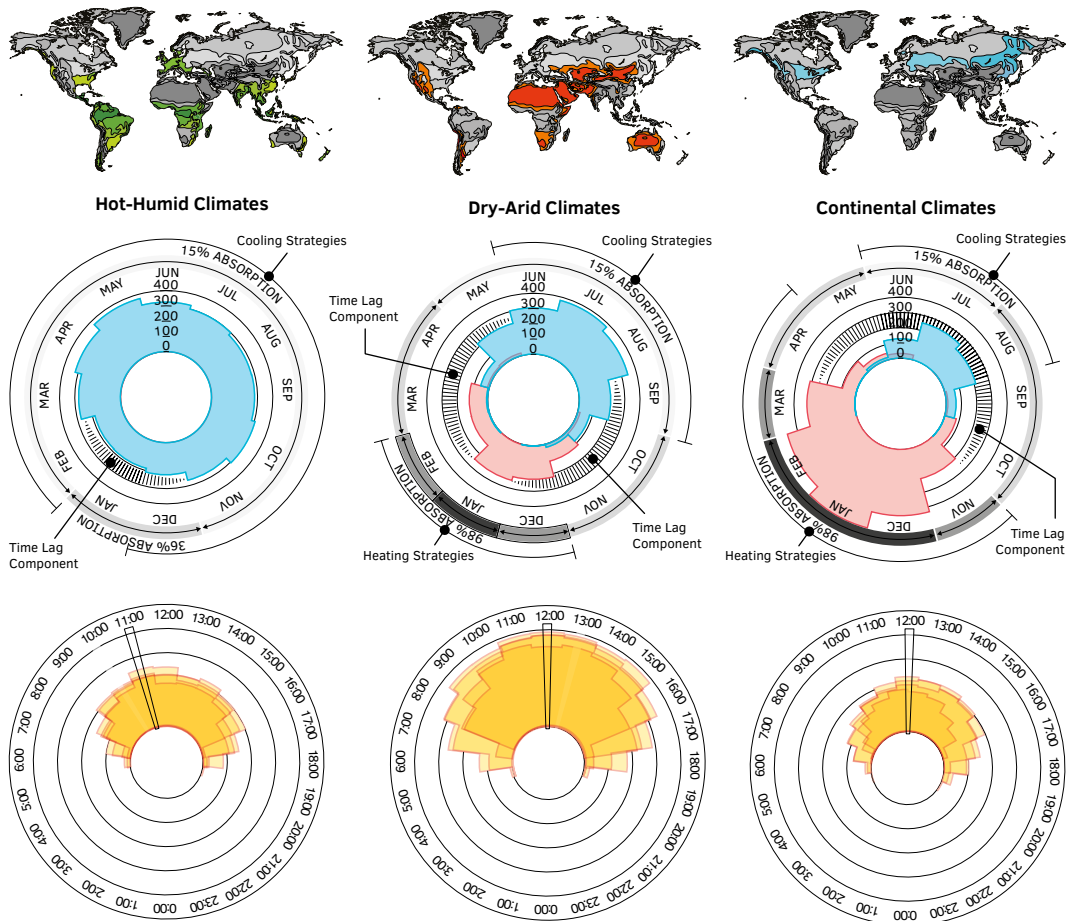 Hot-Humid Climates
Dry-Arid Climates
Continental Climates
Cooling Strategies
15% ABSORPTION
JUN
400
300
200
100
0
JUL
AUG
SEP
OCT
NOV
DEC
JAN
FEB
MAR
APR
MAY
36% ABSORPTION
Time Lag
Component
Cooling Strategies
15% ABSORPTION
Time Lag
Component
JUN
400
300
200
100
0
JUL
AUG
SEP
OCT
NOV
DEC
JAN
FEB
MAR
APR
MAY
98% ABSORPTION
Time Lag
Component
Heating Strategies
Cooling Strategies
15% ABSORPTION
JUN
400
300
200
100
0
JUL
AUG
SEP
OCT
NOV
DEC
JAN
FEB
MAR
APR
MAY
98% ABSORPTION
Time Lag
Component
Heating Strategies
12:00
13:00
14:00
15:00
16:00
17:00
18:00
19:00
20:00
21:00
22:00
23:00
0:00
1:00
2:00
3:00
4:00
5:00
6:00
7:00
8:00
9:00
10:00
11:00
12:00
13:00
14:00
15:00
16:00
17:00
18:00
19:00
20:00
21:00
22:00
23:00
0:00
1:00
2:00
3:00
4:00
5:00
6:00
7:00
8:00
9:00
10:00
11:00
12:00
13:00
14:00
15:00
16:00
17:00
18:00
19:00
20:00
21:00
22:00
23:00
0:00
1:00
2:00
3:00
4:00
5:00
6:00
7:00
8:00
9:00
10:00
11:00